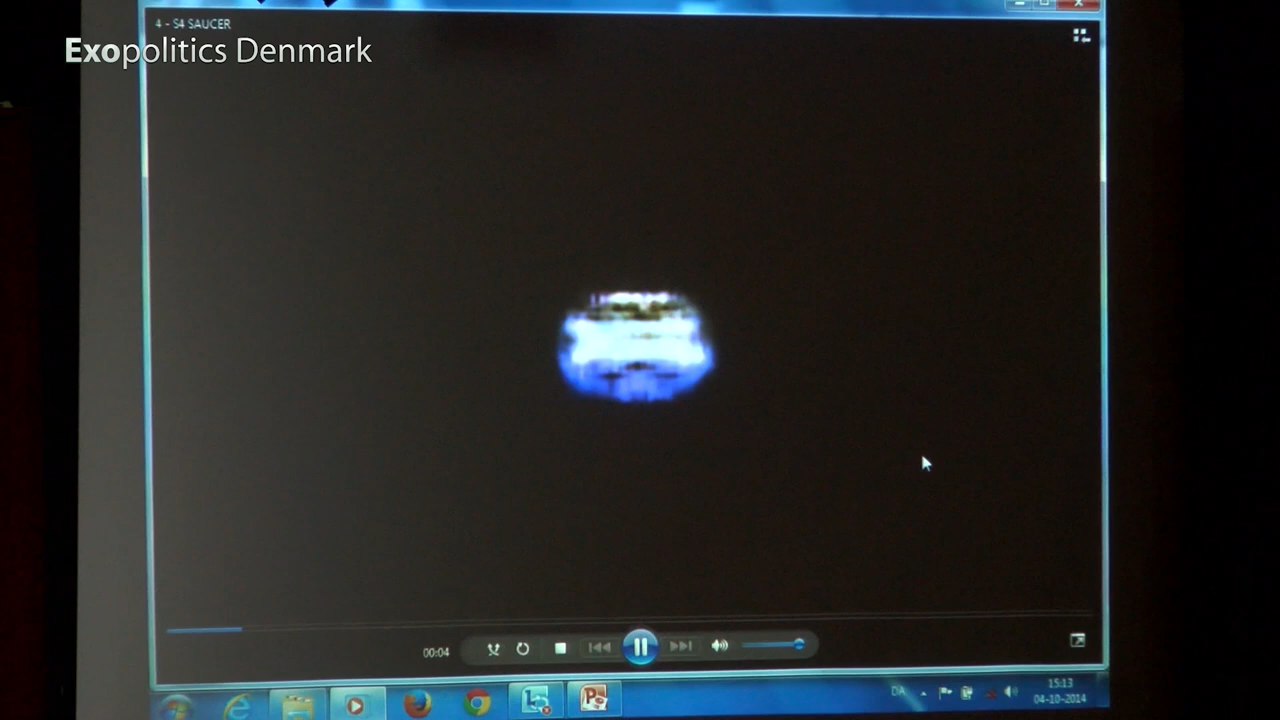 4 - S4 SAUCER
Exopolitics Denmark
00:04
DA
15:13
04-10-2014